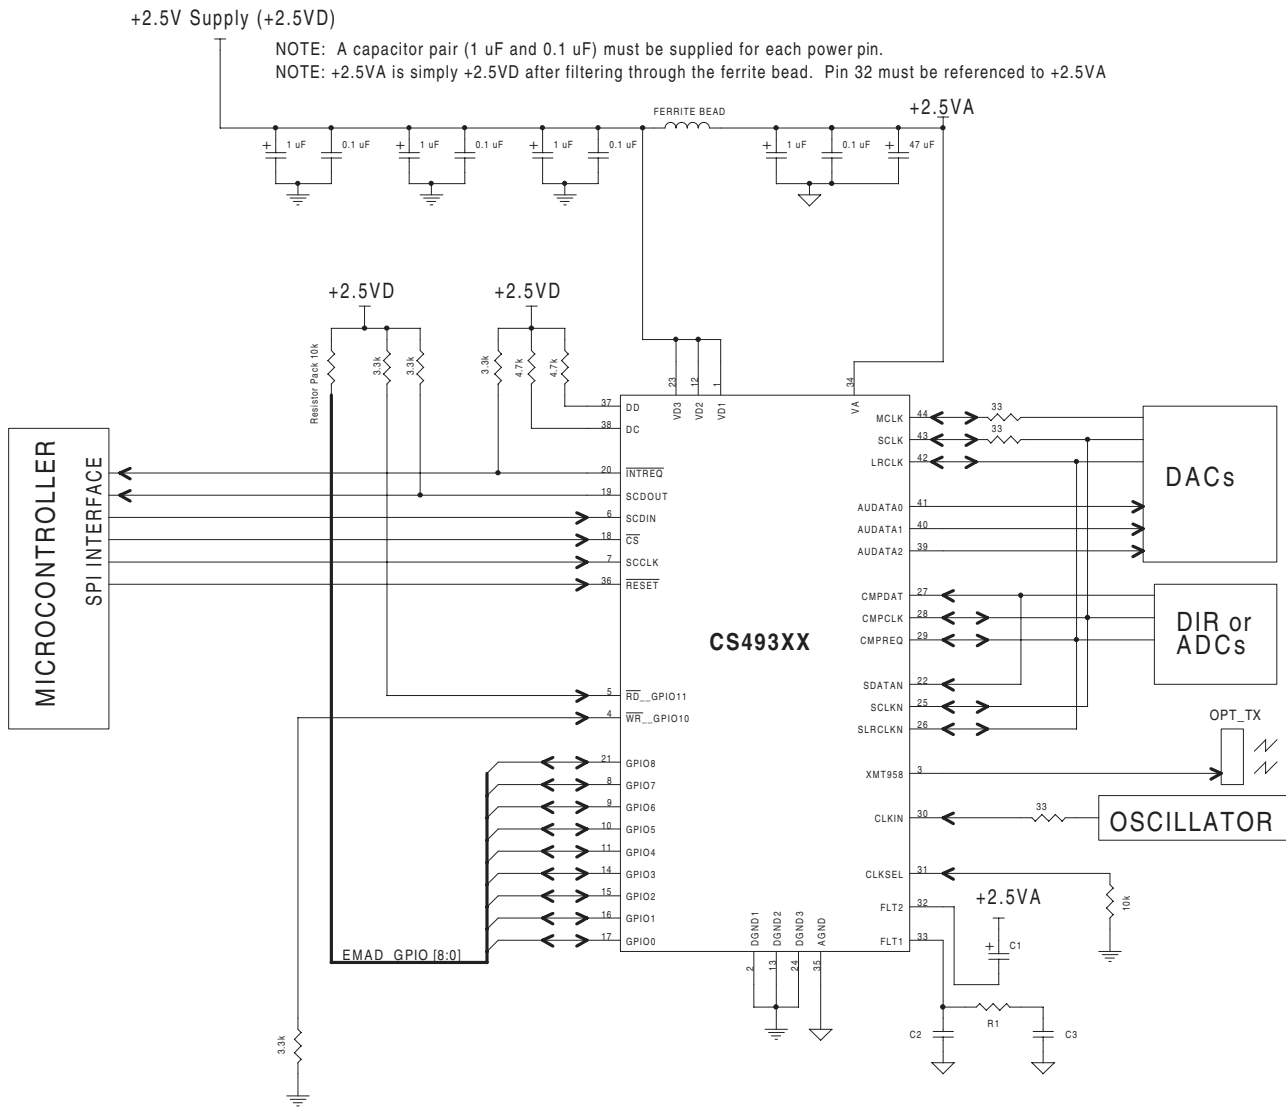 +2.5V Supply (+2.5VD)
NOTE: A capacitor pair (1 uF and 0.1 uF) must be supplied for each power pin.
NOTE: +2.5VA is simply +2.5VD after filtering through the ferrite bead. Pin 32 must be referenced to +2.5VA
FERRITE BEAD
+2.5VA
+ 1 uF 0.1 uF + 1 uF 0.1 uF + 1 uF 0.1 uF + 1 uF 0.1 uF + 47 uF
+2.5VD +2.5VD
Resistor Pack 10k 3.3k 3.3k 3.3k 4.7k 4.7k
23 12 1 34
VD3 VD2 VD1 VA
37 DD
38 DC
20 INTREQ
19 SCDOUT
6 SCDIN
18 CS
7 SCCLK
36 RESET
5 RD__GPIO11
4 WR__GPIO10
21 GPIO8
8 GPIO7
9 GPIO6
10 GPIO5
11 GPIO4
14 GPIO3
15 GPIO2
16 GPIO1
17 GPIO0
MICROCONTROLLER
SPI INTERFACE
EMAD_GPIO [8:0]
3.3k
CS493XX
MCLK 44 33
SCLK 43 33
LRCLK 42
AUDATA0 41
AUDATA1 40
AUDATA2 39
DACs
CMPDAT 27
CMPCLK 28
CMPREQ 29
DIR or
ADCs
SDATAN 22
SCLKN 25
SLRCLKN 26
OPT_TX
XMT958 3
CLKIN 30 33
OSCILLATOR
CLKSEL 31
10k
+2.5VA
FLT2 32
FLT1 33
+ C1
DGND1 DGND2 DGND3 AGND
2 13 24 35
C2 R1 C3